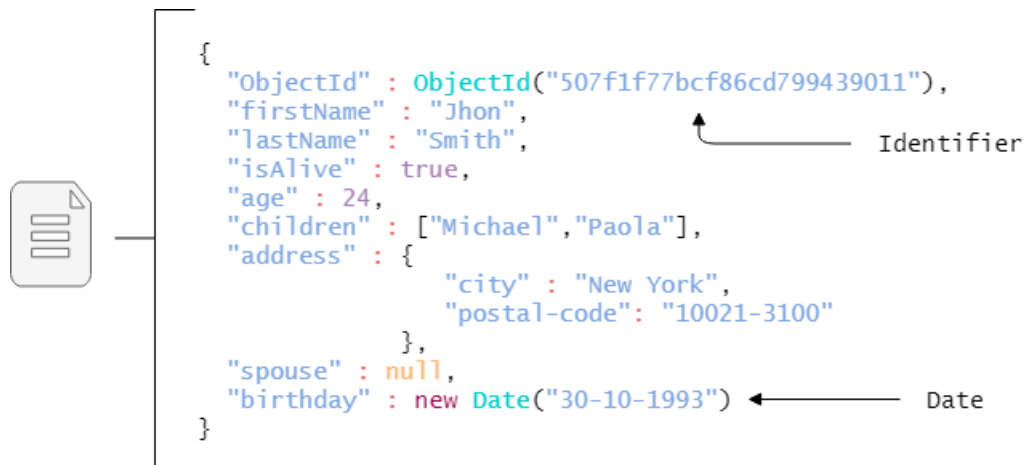 {
"ObjectId" : ObjectId("507f1f77bcf86cd799439011"),
"firstName" : "Jhon",
"lastName" : "Smith",
Identifier
"isAlive" : true,
"age" : 24,
"children" : ["Michael","Paola"],
"address" : {
"city" : "New York",
"postal-code": "10021-3100"
},
"spouse" : null,
"birthday" : new Date("30-10-1993")
Date
}